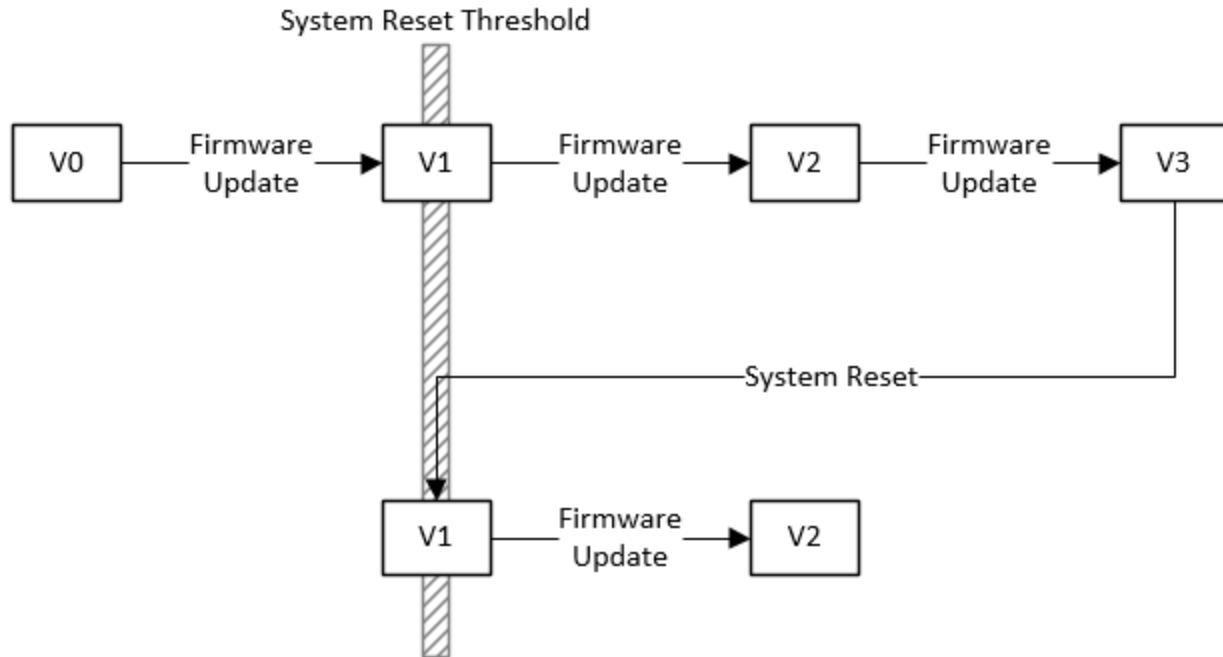 System Reset Threshold
V0
Firmware
Update
V1
Firmware
Update
V2
Firmware
Update
V3
System Reset
V1
Firmware
Update
V2